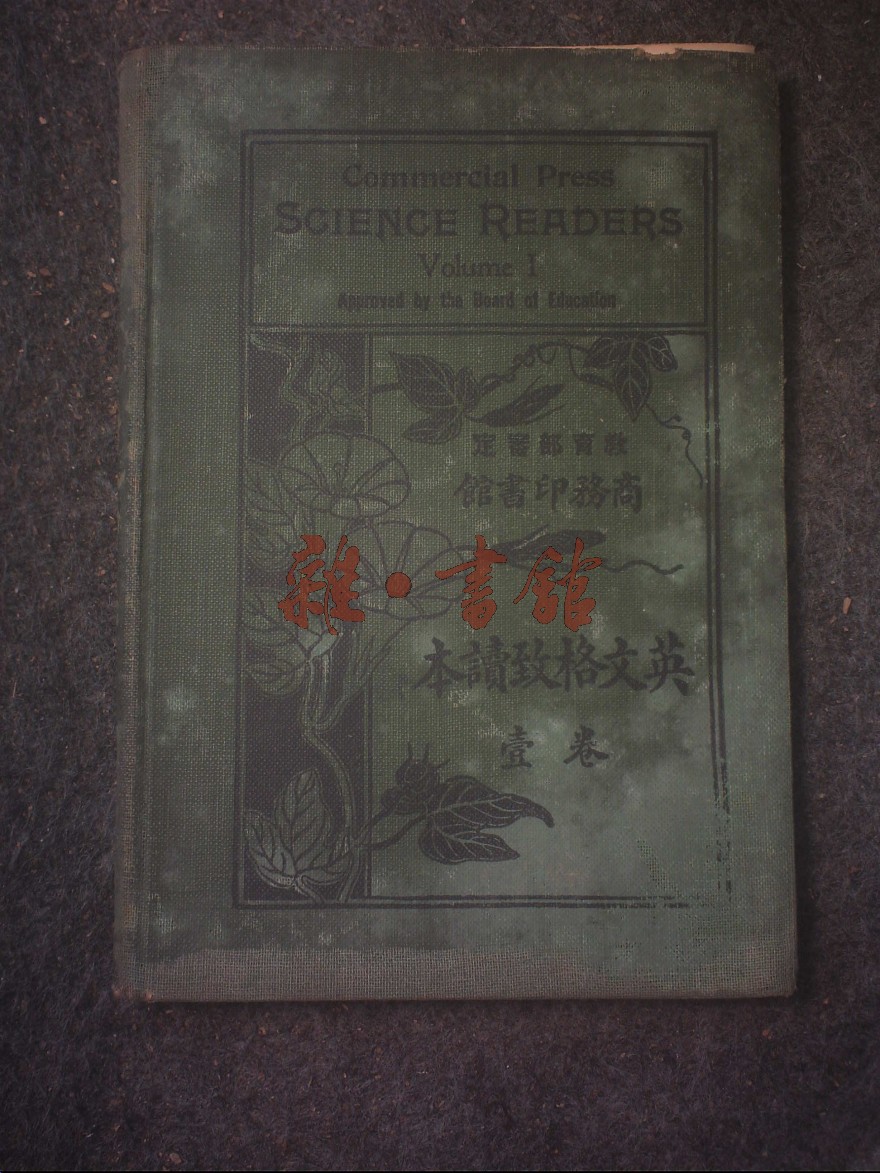 Commercial Press
SCIENCE READERS
Volume I
Approved by the Board of Education
教育部審定
商務印書館
雜·書館
英文格致讀本
卷壹